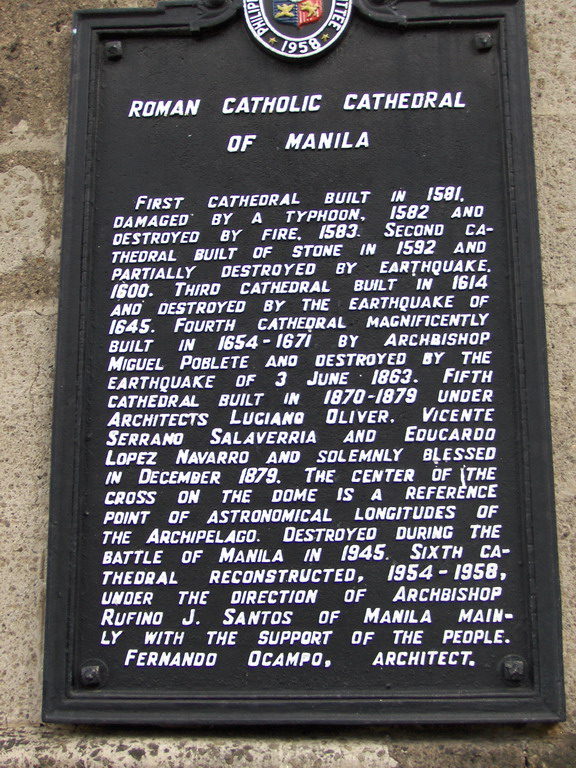 PHILIP
TTEE
1958
ROMAN CATHOLIC CATHEDRAL
OF MANILA
FIRST CATHEDRAL BUILT IN 1581,
DAMAGED BY A TYPHOON, 1582 AND
DESTROYED BY FIRE, 1583. SECOND CA-
THEDRAL BUILT OF STONE IN 1592 AND
PARTIALLY DESTROYED BY EARTHQUAKE,
1600. THIRD CATHEDRAL BUILT IN 1614
AND DESTROYED BY THE EARTHQUAKE OF
1645. FOURTH CATHEDRAL MAGNIFICENTLY
BUILT IN 1654-1671 BY ARCHBISHOP
MIGUEL POBLETE AND DESTROYED BY THE
EARTHQUAKE OF 3 JUNE 1863. FIFTH
CATHEDRAL BUILT IN 1870-1879 UNDER
ARCHITECTS LUCIANO OLIVER, VICENTE
SERRANO SALAVERRIA AND EDUCARDO
LOPEZ NAVARRO AND SOLEMNLY BLESSED
IN DECEMBER 1879. THE CENTER OF THE
CROSS ON THE DOME IS A REFERENCE
POINT OF ASTRONOMICAL LONGITUDES OF
THE ARCHIPELAGO. DESTROYED DURING THE
BATTLE OF MANILA IN 1945. SIXTH CA-
THEDRAL RECONSTRUCTED, 1954-1958,
UNDER THE DIRECTION OF ARCHBISHOP
RUFINO J. SANTOS OF MANILA MAIN-
LY WITH THE SUPPORT OF THE PEOPLE.
FERNANDO OCAMPO, ARCHITECT.